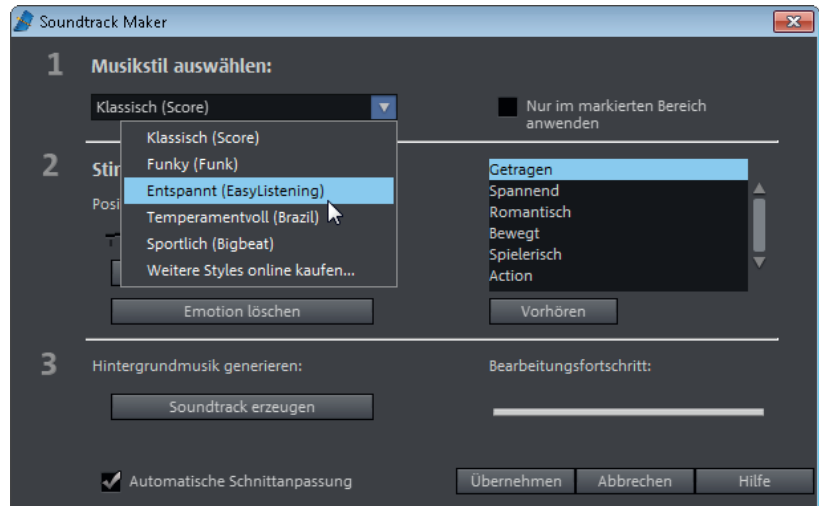 Soundtrack Maker
1
Musikstil auswählen:
Klassisch (Score)
Nur im markierten Bereich
anwenden
Klassisch (Score)
Funky (Funk)
Entspannt (EasyListening)
Temperamentvoll (Brazil)
Sportlich (Bigbeat)
Weitere Styles online kaufen...
2
Getragen
Spannend
Romantisch
Bewegt
Spielerisch
Action
Emotion löschen
Vorhören
3
Hintergrundmusik generieren:
Bearbeitungsfortschritt:
Soundtrack erzeugen
Automatische Schnittanpassung
Übernehmen
Abbrechen
Hilfe